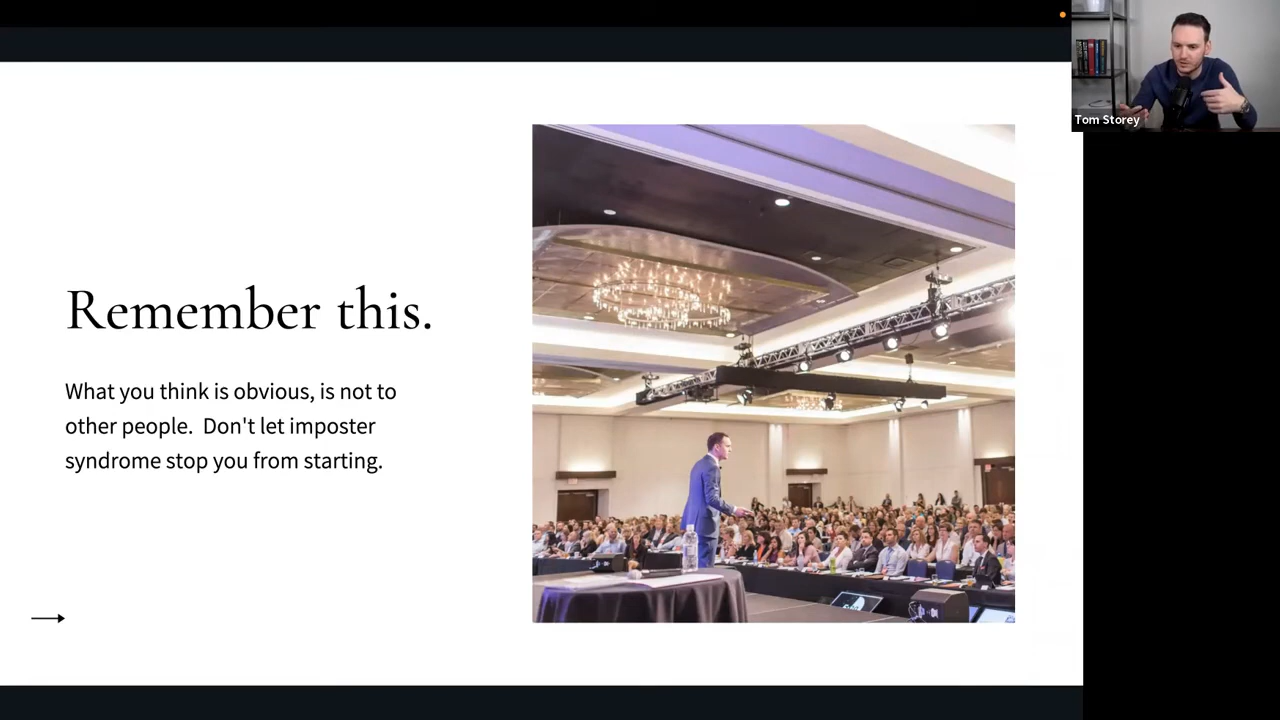 Tom Storey
Remember this.
What you think is obvious, is not to
other people.  Don't let imposter
syndrome stop you from starting.